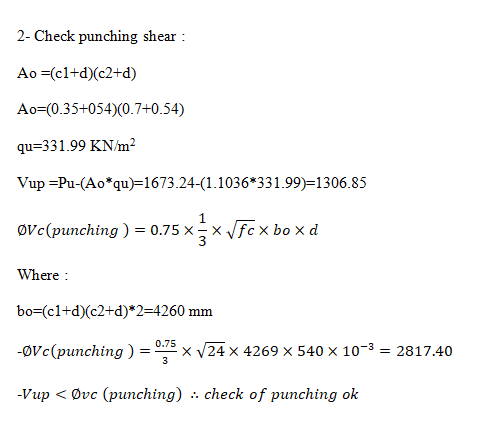 2- Check punching shear :
Ao =(c1+d)(c2+d)
Ao=(0.35+054)(0.7+0.54)
qu=331.99 KN/m²
Vup =Pu-(Ao*qu)=1673.24-(1.1036*331.99)=1306.85
ØVc(punching ) = 0.75 × 1/3 × √fc × bo × d
Where :
bo=(c1+d)(c2+d)*2=4260 mm
-ØVc(punching ) = 0.75/3 × √24 × 4269 × 540 × 10⁻³ = 2817.40
-Vup < Øvc (punching) ∴ check of punching ok